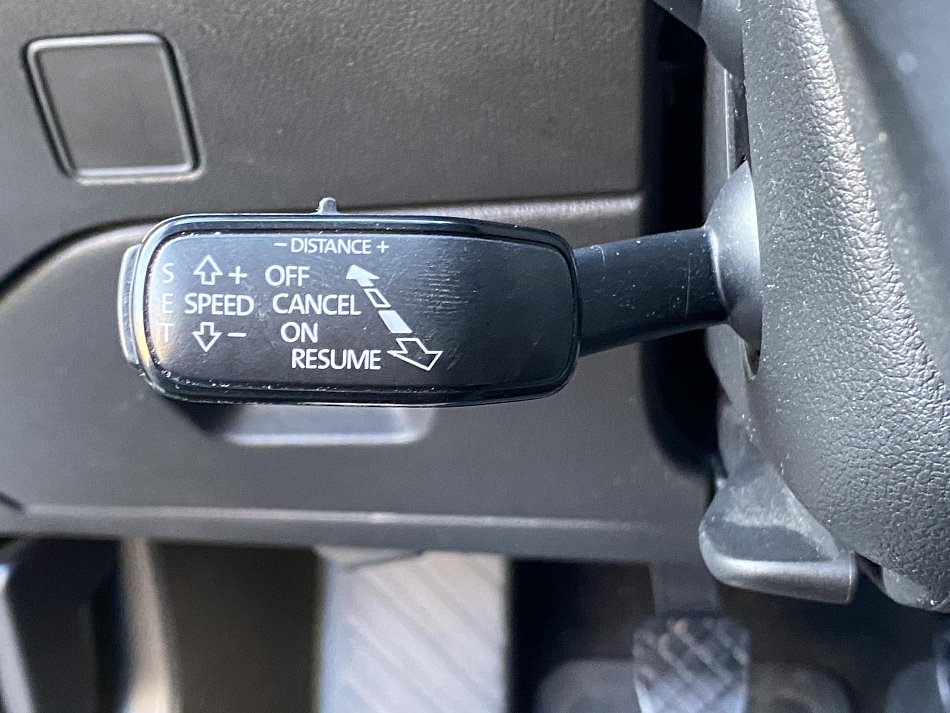 − DISTANCE +
S + OFF
E SPEED CANCEL
T − ON
RESUME